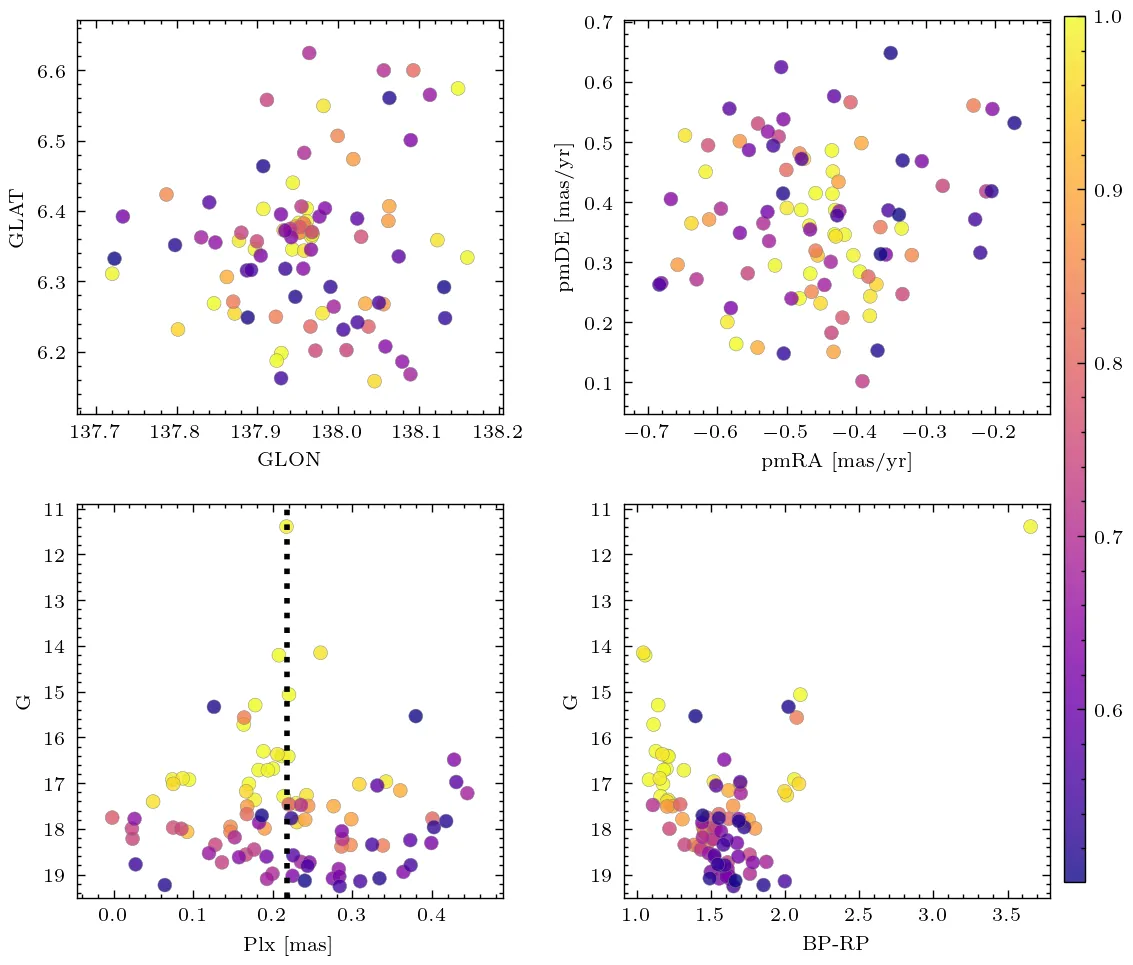 6.6
6.5
6.4
6.3
6.2
GLAT
137.7 137.8 137.9 138.0 138.1 138.2
GLON
0.7
0.6
0.5
0.4
0.3
0.2
0.1
pmDE [mas/yr]
−0.7 −0.6 −0.5 −0.4 −0.3 −0.2
pmRA [mas/yr]
1.0
0.9
0.8
0.7
0.6
11
12
13
14
15
16
17
18
19
G
0.0 0.1 0.2 0.3 0.4
Plx [mas]
11
12
13
14
15
16
17
18
19
G
1.0 1.5 2.0 2.5 3.0 3.5
BP-RP